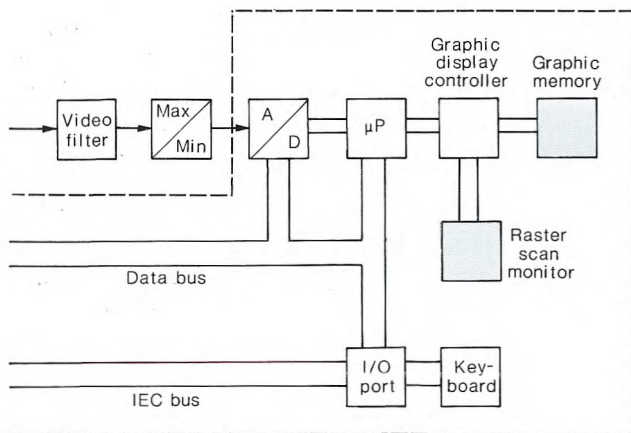 Graphic
display
controller
Graphic
memory
Video
filter
Max
Min
A
D
µP
Raster
scan
monitor
Data bus
I/O
port
Key-
board
IEC bus